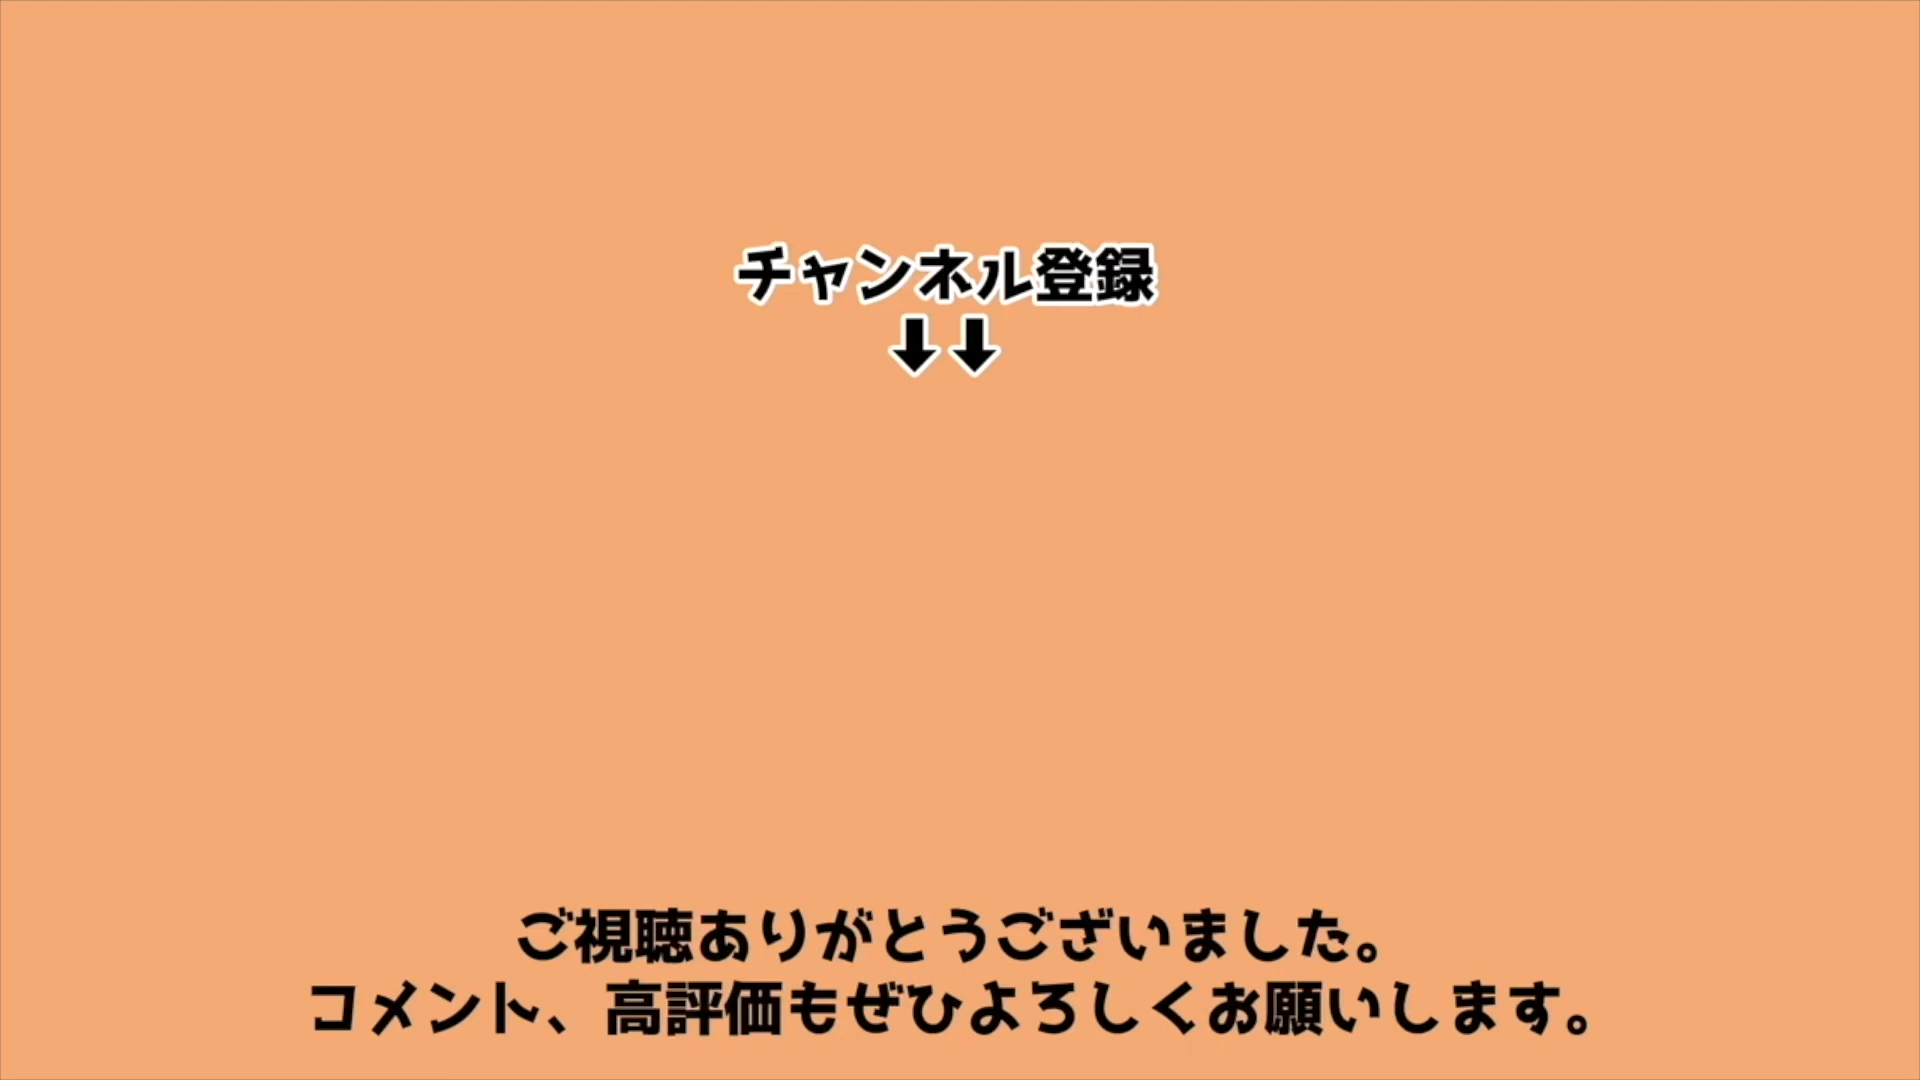 チャンネル登録
⬇⬇
ご視聴ありがとうございました。
コメント、高評価もぜひよろしくお願いします。